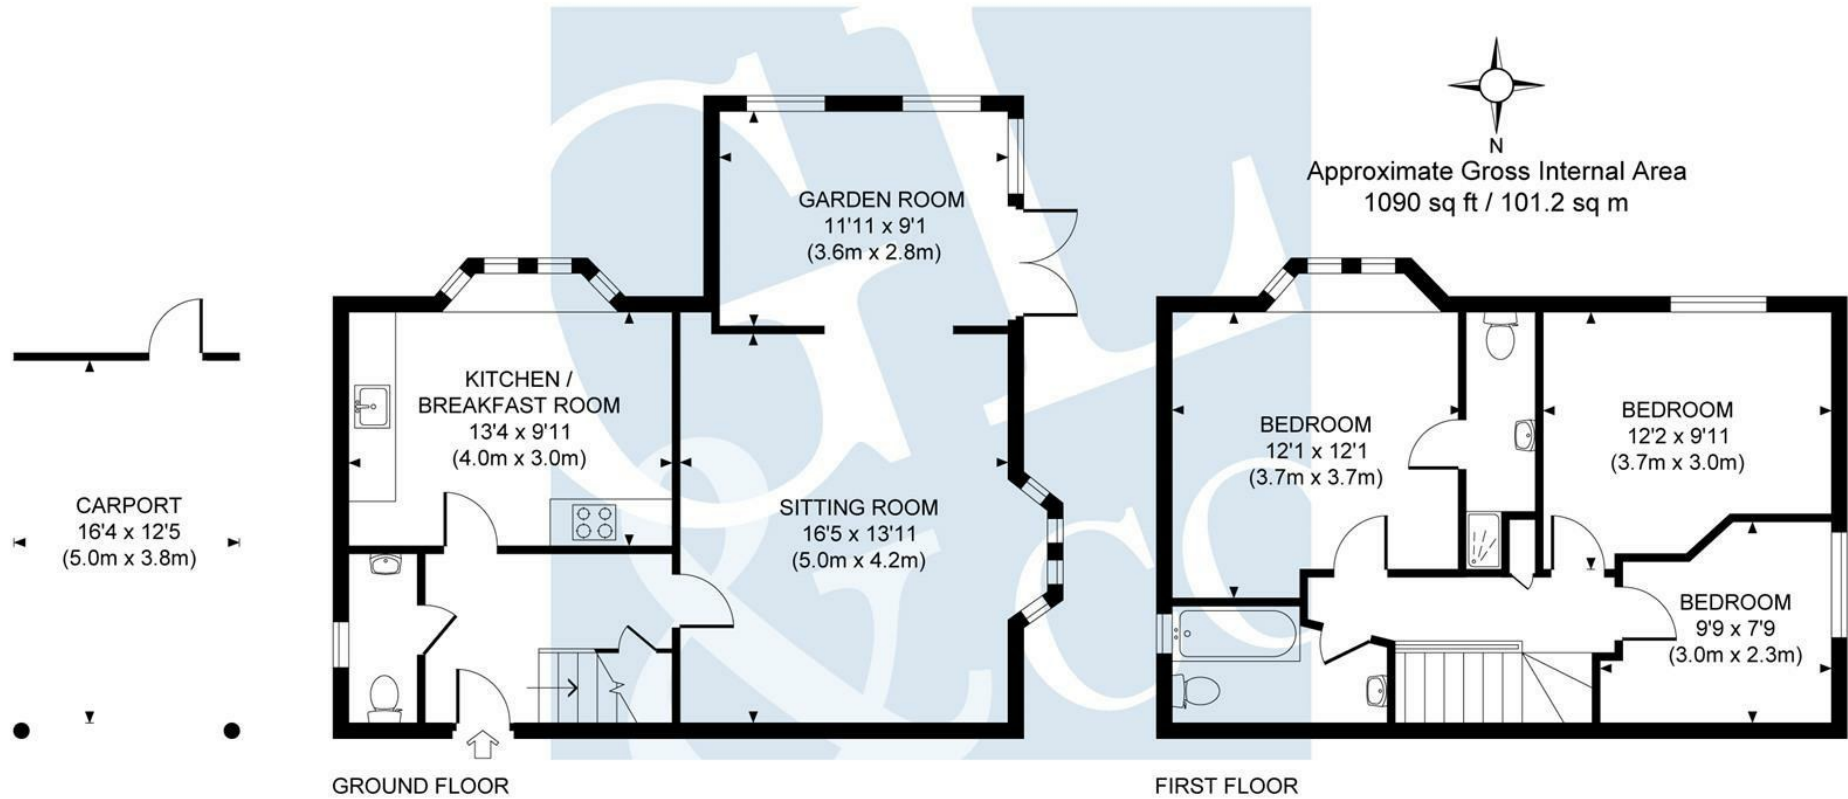 N
Approximate Gross Internal Area
1090 sq ft / 101.2 sq m
GARDEN ROOM
11'11 x 9'1
(3.6m x 2.8m)
KITCHEN /
BREAKFAST ROOM
13'4 x 9'11
(4.0m x 3.0m)
CARPORT
16'4 x 12'5
(5.0m x 3.8m)
SITTING ROOM
16'5 x 13'11
(5.0m x 4.2m)
BEDROOM
12'1 x 12'1
(3.7m x 3.7m)
BEDROOM
12'2 x 9'11
(3.7m x 3.0m)
BEDROOM
9'9 x 7'9
(3.0m x 2.3m)
GROUND FLOOR
FIRST FLOOR
GL
& CO